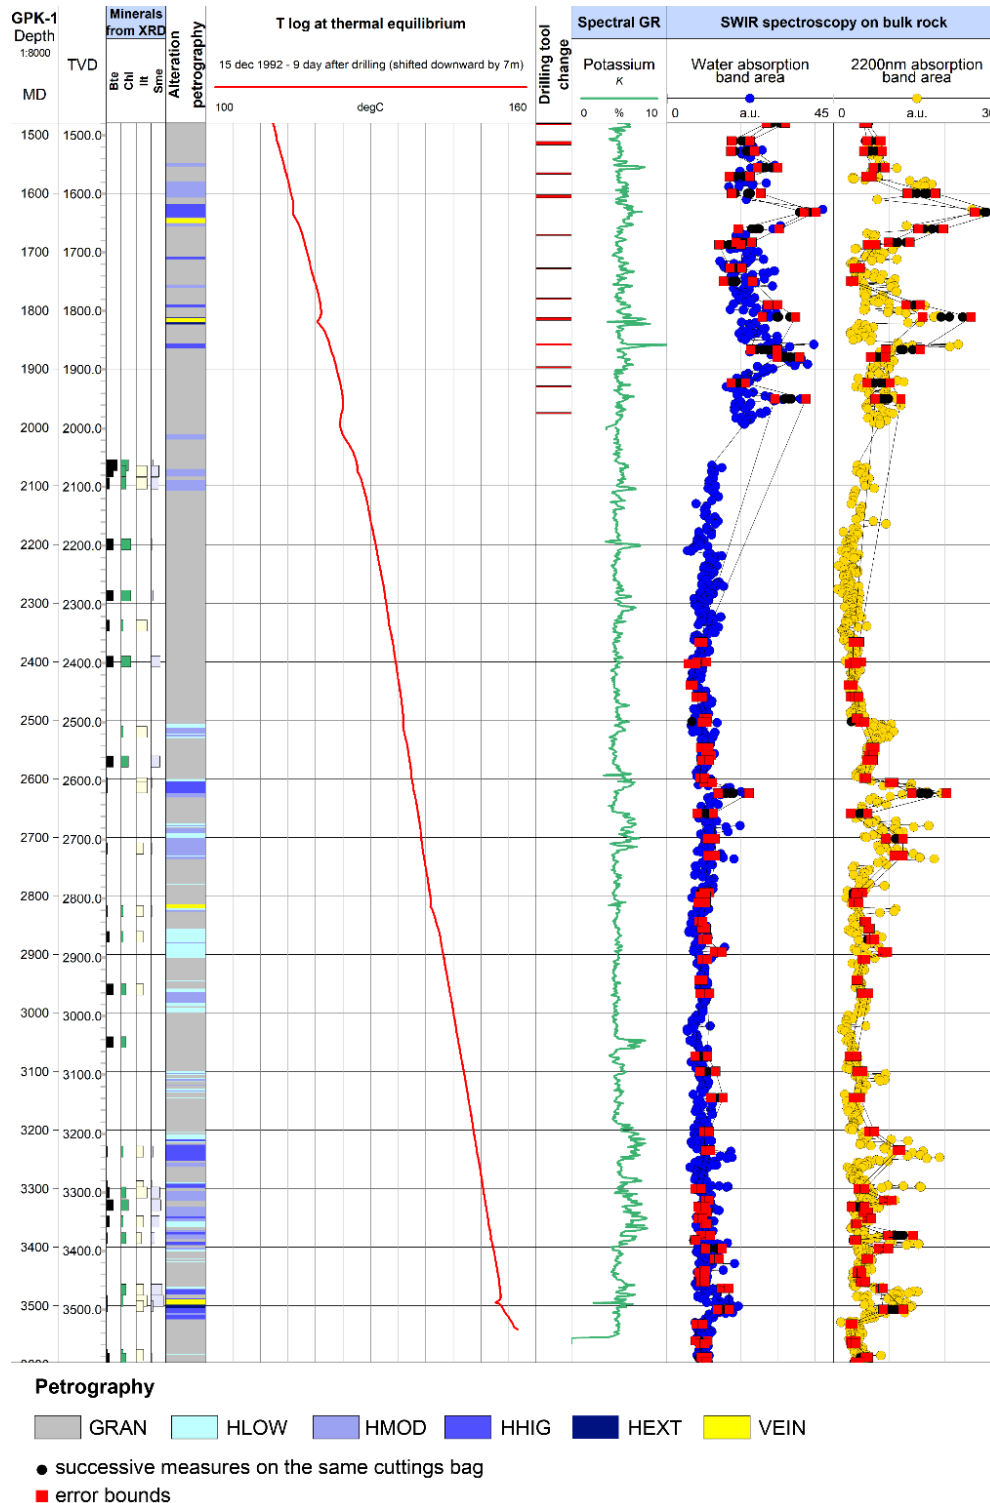 GPK-1
Depth
1:8000
MD
TVD
Minerals
from XRD
Bte
Chl
Ilt
Sme
Alteration
petrography
T log at thermal equilibrium
15 dec 1992 - 9 day after drilling (shifted downward by 7m)
100 degC 160
Drilling tool
change
Spectral GR
Potassium
K
0 % 10
SWIR spectroscopy on bulk rock
Water absorption
band area
0 a.u. 45
2200nm absorption
band area
0 a.u. 30
1500 1500.0
1600 1600.0
1700 1700.0
1800 1800.0
1900 1900.0
2000 2000.0
2100 2100.0
2200 2200.0
2300 2300.0
2400 2400.0
2500 2500.0
2600 2600.0
2700 2700.0
2800 2800.0
2900 2900.0
3000 3000.0
3100 3100.0
3200 3200.0
3300 3300.0
3400 3400.0
3500 3500.0
Petrography
GRAN HLOW HMOD HHIG HEXT VEIN
successive measures on the same cuttings bag
error bounds